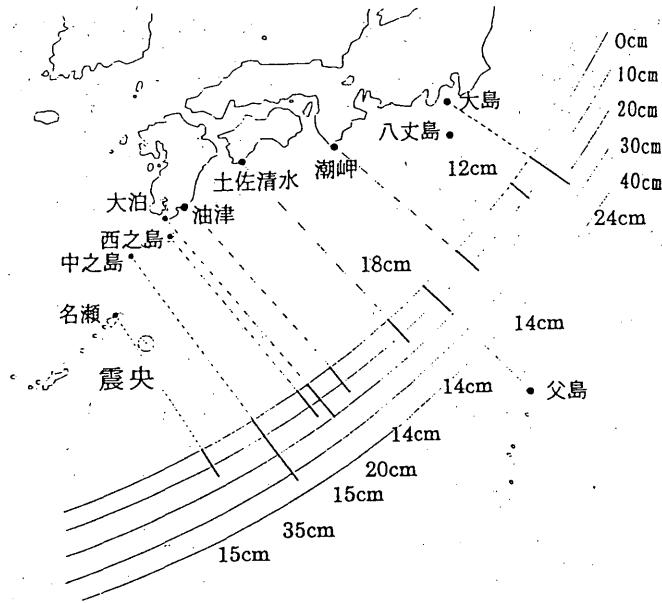 0cm
10cm
20cm
30cm
40cm
大島
八丈島
12cm
24cm
潮岬
土佐清水
大泊
油津
西之島
中之島
18cm
名瀬
震央
14cm
14cm
父島
14cm
20cm
15cm
35cm
15cm